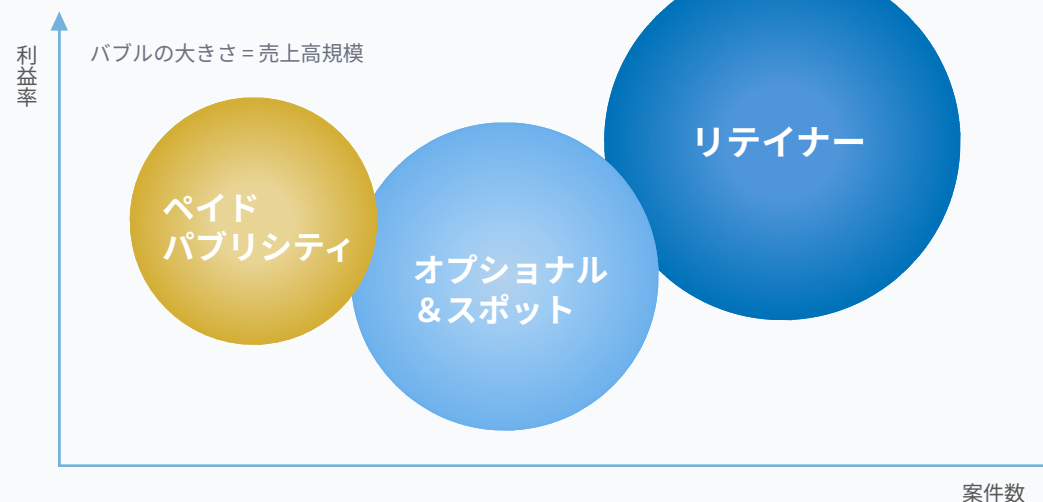 利益率
バブルの大きさ = 売上高規模
ペイド
パブリシティ
オプショナル
＆スポット
リテイナー
案件数